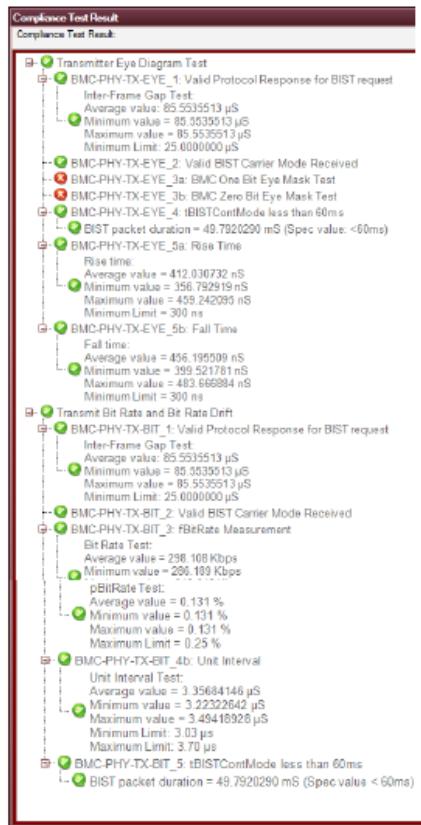 Compliance Test Result
Compliance Test Result:
Transmitter Eye Diagram Test
BMC-PHY-TX-EYE_1: Valid Protocol Response for BIST request
Inter-Frame Gap Test:
Average value: 85.5535513 µS
Minimum value = 85.5535513 µS
Maximum value = 85.5535513 µS
Minimum Limit: 25.0000000 µS
BMC-PHY-TX-EYE_2: Valid BIST Carrier Mode Received
BMC-PHY-TX-EYE_3a: BMC One Bit Eye Mask Test
BMC-PHY-TX-EYE_3b: BMC Zero Bit Eye Mask Test
BMC-PHY-TX-EYE_4: tBISTContMode less than 60ms
BIST packet duration = 49.7920290 mS (Spec value: <60ms)
BMC-PHY-TX-EYE_5a: Rise Time
Rise time:
Average value = 412.030732 nS
Minimum value = 356.792919 nS
Maximum value = 459.242095 nS
Minimum Limit = 300 ns
BMC-PHY-TX-EYE_5b: Fall Time
Fall time:
Average value = 456.195509 nS
Minimum value = 399.521781 nS
Maximum value = 483.666884 nS
Minimum Limit = 300 ns
Transmit Bit Rate and Bit Rate Drift
BMC-PHY-TX-BIT_1: Valid Protocol Response for BIST request
Inter-Frame Gap Test:
Average value: 85.5535513 µS
Minimum value = 85.5535513 µS
Maximum value = 85.5535513 µS
Minimum Limit: 25.0000000 µS
BMC-PHY-TX-BIT_2: Valid BIST Carrier Mode Received
BMC-PHY-TX-BIT_3: fBitRate Measurement
Bit Rate Test:
Average value = 298.108 Kbps
Minimum value = 286.189 Kbps
pBitRate Test:
Average value = 0.131 %
Minimum value = 0.131 %
Maximum value = 0.131 %
Maximum Limit = 0.25 %
BMC-PHY-TX-BIT_4b: Unit Interval
Unit Interval Test:
Average value = 3.35684146 µS
Minimum value = 3.22322642 µS
Maximum value = 3.49418928 µS
Minimum Limit: 3.03 µs
Maximum Limit: 3.70 µs
BMC-PHY-TX-BIT_5: tBISTContMode less than 60ms
BIST packet duration = 49.7920290 mS (Spec value < 60ms)